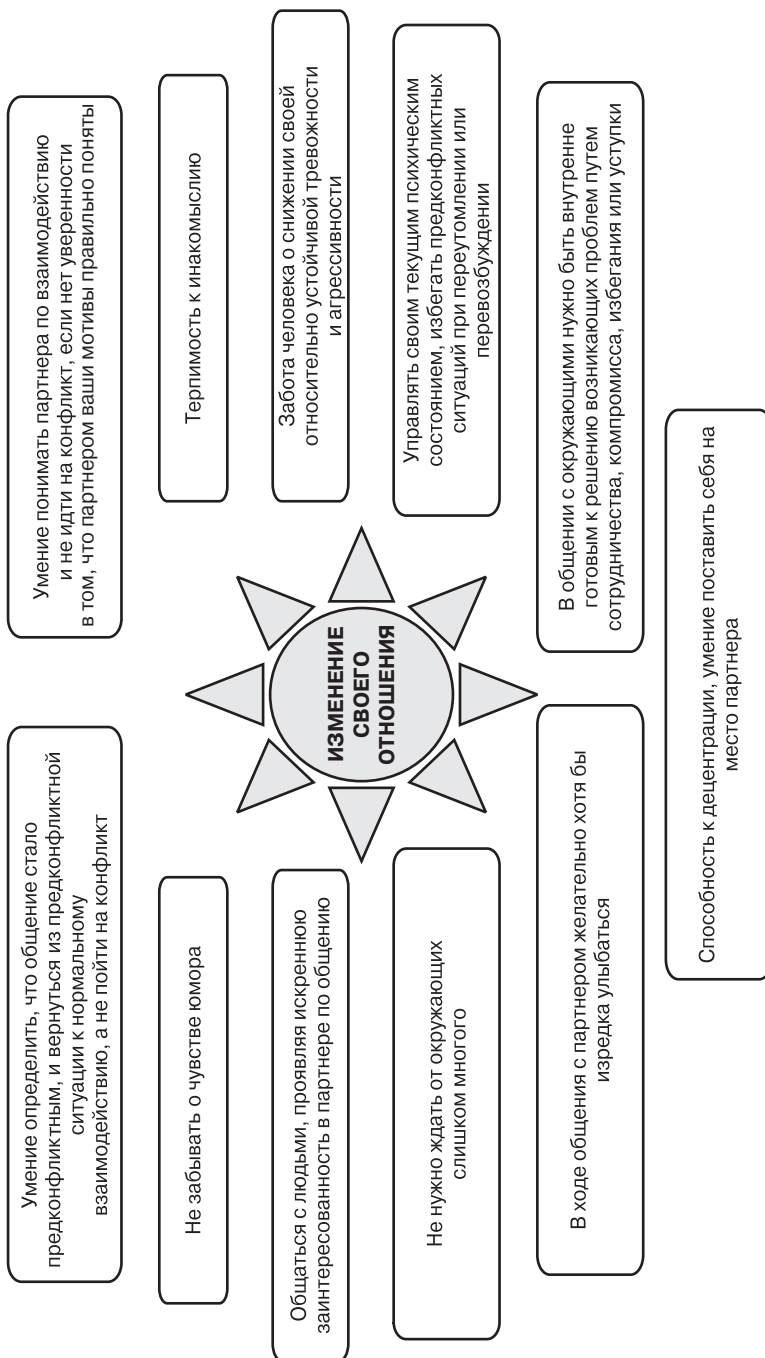 Умение определить, что общение стало
предконфликтным, и вернуться из предконфликтной
ситуации к нормальному
взаимодействию, а не пойти на конфликт
Умение понимать партнера по взаимодействию
и не идти на конфликт, если нет уверенности
в том, что партнером ваши мотивы правильно поняты
Не забывать о чувстве юмора
Терпимость к инакомыслию
Общаться с людьми, проявляя искреннюю
заинтересованность в партнере по общению
Забота человека о снижении своей
относительно устойчивой тревожности
и агрессивности
ИЗМЕНЕНИЕ
СВОЕГО
ОТНОШЕНИЯ
Не нужно ждать от окружающих
слишком многого
Управлять своим текущим психическим
состоянием, избегать предконфликтных
ситуаций при переутомлении или
перевозбуждении
В ходе общения с партнером желательно хотя бы
изредка улыбаться
В общении с окружающими нужно быть внутренне
готовым к решению возникающих проблем путем
сотрудничества, компромисса, избегания или уступки
Способность к децентрации, умение поставить себя на
место партнера